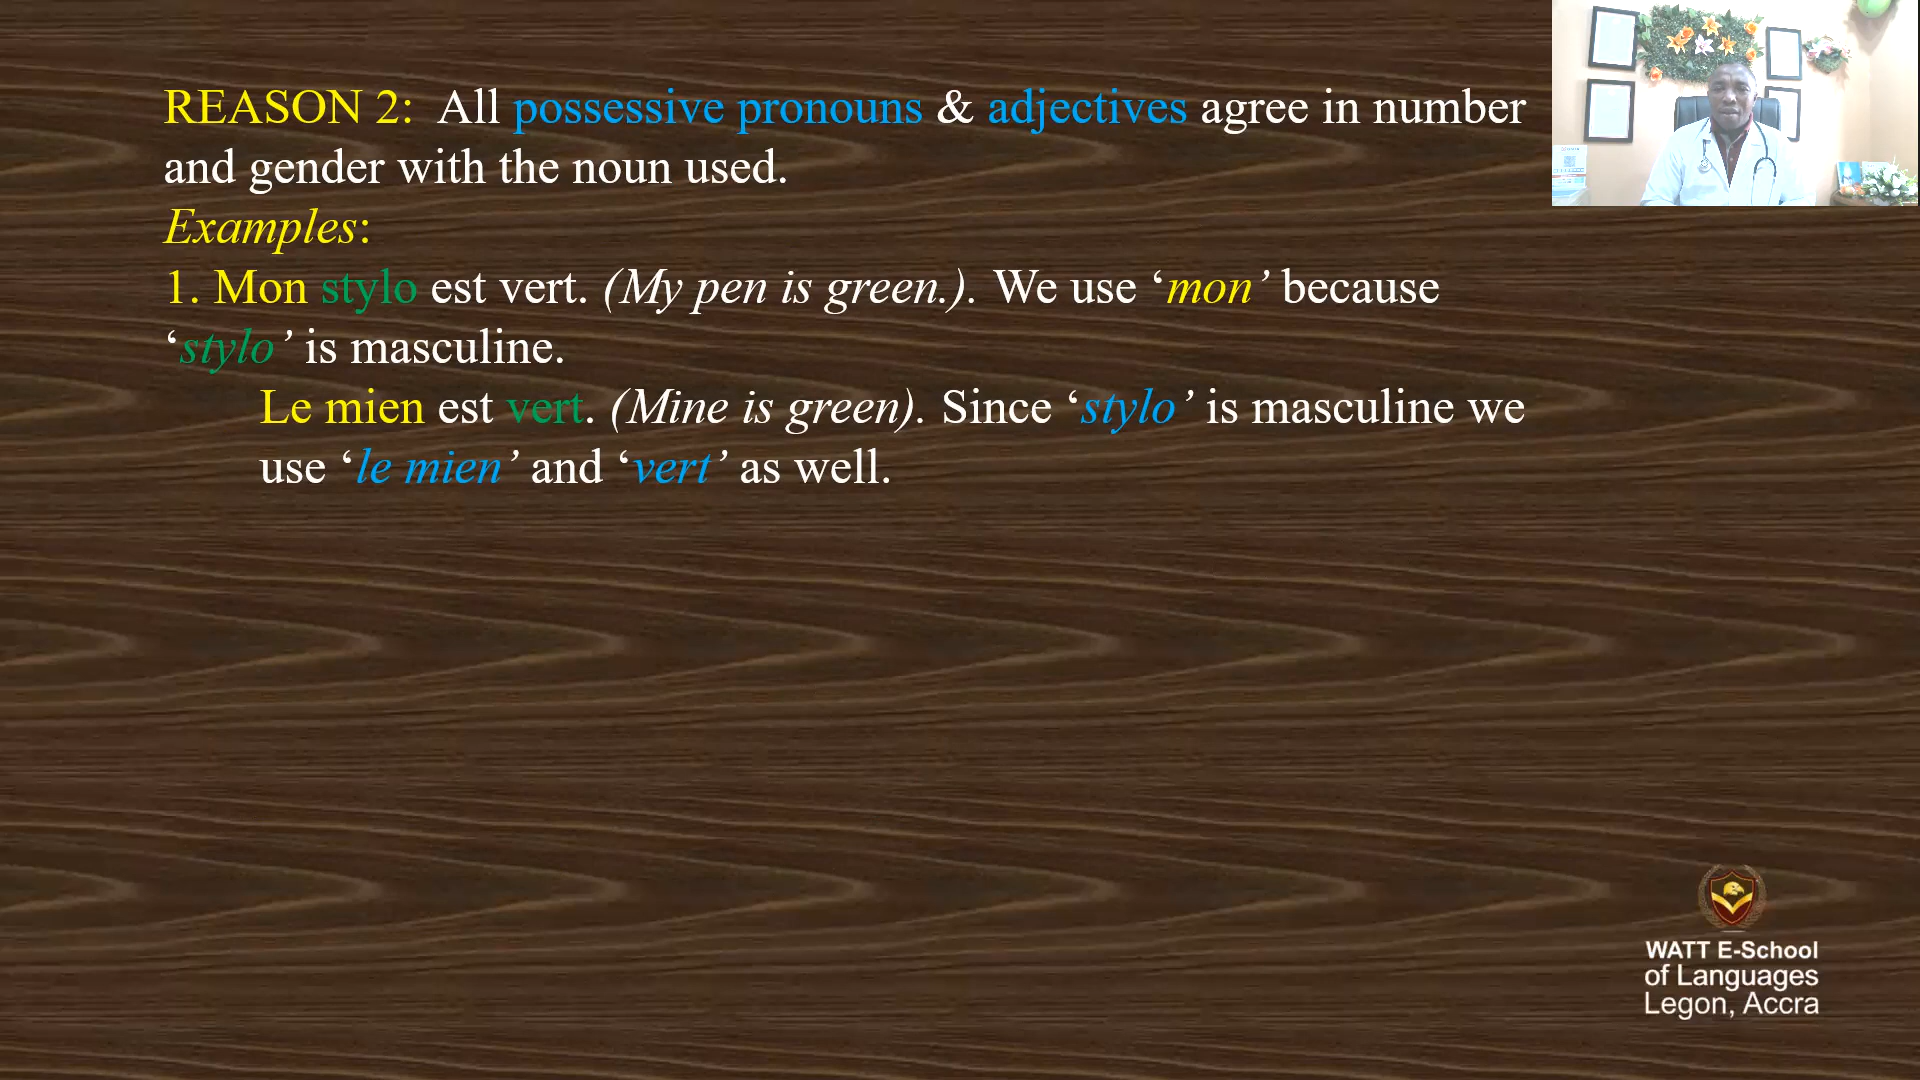 REASON 2: All possessive pronouns & adjectives agree in number
and gender with the noun used.
Examples:
1. Mon stylo est vert. (My pen is green.). We use ‘mon’ because
‘stylo’ is masculine.
Le mien est vert. (Mine is green). Since ‘stylo’ is masculine we
use ‘le mien’ and ‘vert’ as well.
WATT E-School
of Languages
Legon, Accra